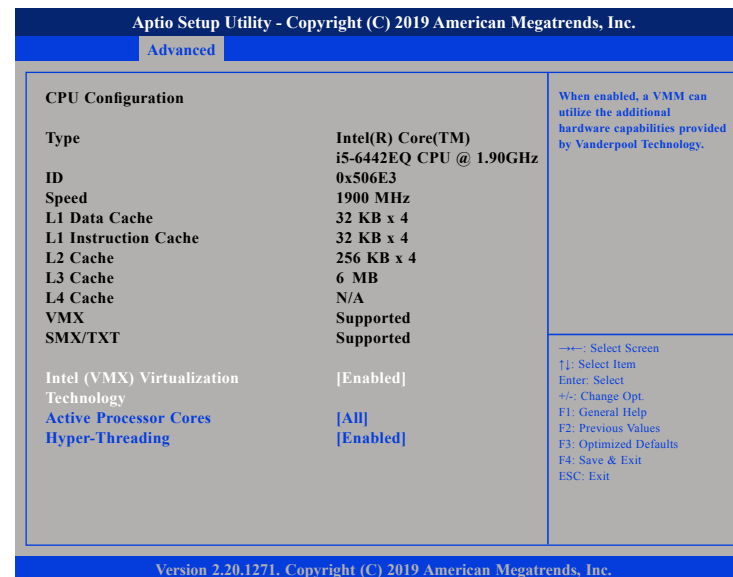 Aptio Setup Utility - Copyright (C) 2019 American Megatrends, Inc.
Advanced
CPU Configuration
Type Intel(R) Core(TM)
i5-6442EQ CPU @ 1.90GHz
ID 0x506E3
Speed 1900 MHz
L1 Data Cache 32 KB x 4
L1 Instruction Cache 32 KB x 4
L2 Cache 256 KB x 4
L3 Cache 6 MB
L4 Cache N/A
VMX Supported
SMX/TXT Supported
Intel (VMX) Virtualization [Enabled]
Technology
Active Processor Cores [All]
Hyper-Threading [Enabled]
When enabled, a VMM can
utilize the additional
hardware capabilities provided
by Vanderpool Technology.
→←: Select Screen
↑↓: Select Item
Enter: Select
+/-: Change Opt.
F1: General Help
F2: Previous Values
F3: Optimized Defaults
F4: Save & Exit
ESC: Exit
Version 2.20.1271. Copyright (C) 2019 American Megatrends, Inc.